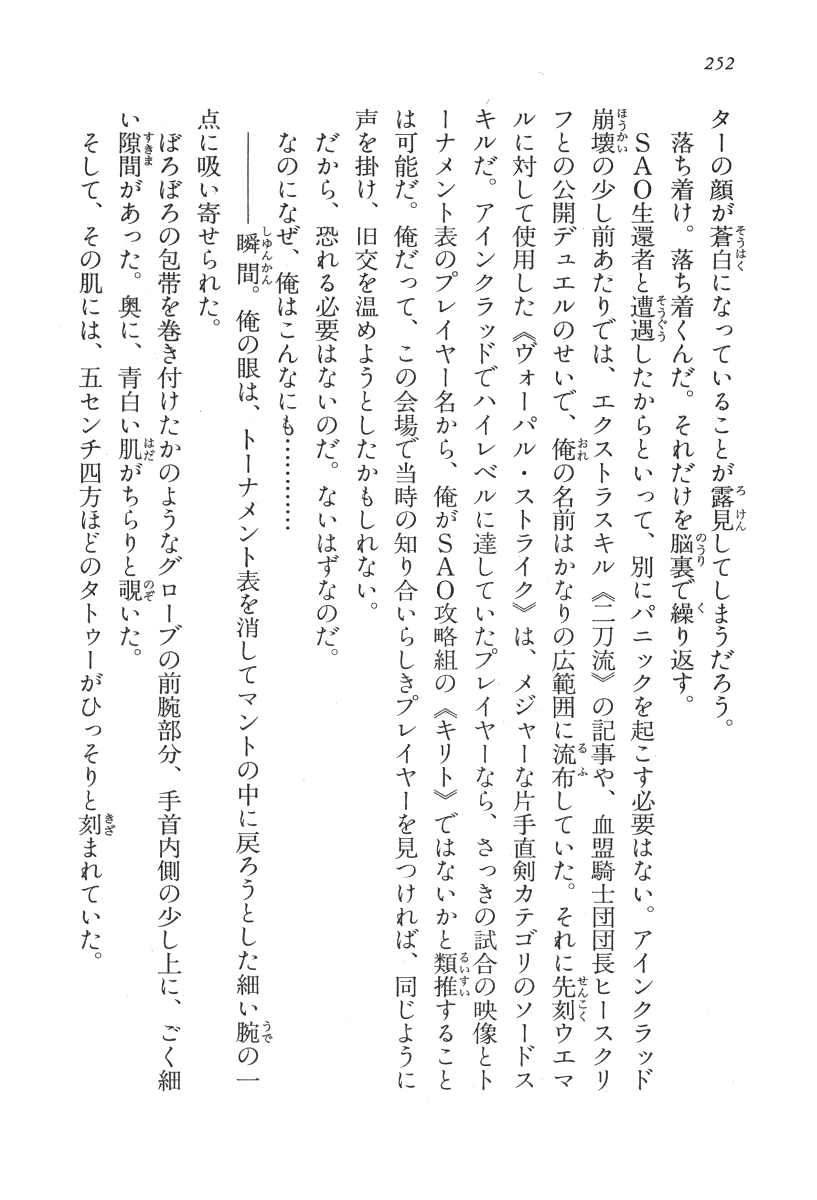 252
ターの顔が蒼白になっていることが露見してしまうだろう。
落ち着け。落ち着くんだ。それだけを脳裏で繰り返す。
ＳＡＯ生還者と遭遇したからといって、別にパニックを起こす必要はない。アインクラッド
崩壊の少し前あたりでは、エクストラスキル《二刀流》の記事や、血盟騎士団団長ヒースクリ
フとの公開デュエルのせいで、俺の名前はかなりの広範囲に流布していた。それに先刻ウエマ
ルに対して使用した《ヴォーパル・ストライク》は、メジャーな片手直剣カテゴリのソードス
キルだ。アインクラッドでハイレベルに達していたプレイヤーなら、さっきの試合の映像とト
ーナメント表のプレイヤー名から、俺がＳＡＯ攻略組の《キリト》ではないかと類推すること
は可能だ。俺だって、この会場で当時の知り合いらしきプレイヤーを見つければ、同じように
声を掛け、旧交を温めようとしたかもしれない。
だから、恐れる必要はないのだ。ないはずなのだ。
なのになぜ、俺はこんなにも…………
――――瞬間。俺の眼は、トーナメント表を消してマントの中に戻ろうとした細い腕の一
点に吸い寄せられた。
ぼろぼろの包帯を巻き付けたかのようなグローブの前腕部分、手首内側の少し上に、ごく細
い隙間があった。奥に、青白い肌がちらりと覗いた。
そして、その肌には、五センチ四方ほどのタトゥーがひっそりと刻まれていた。